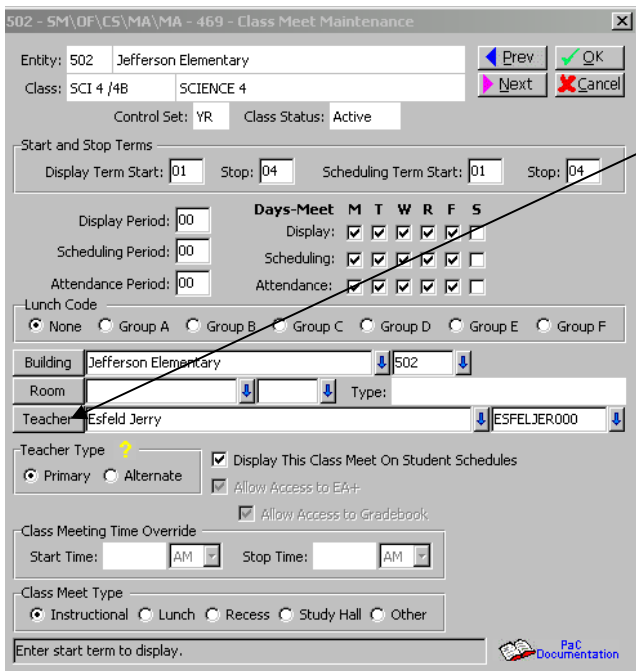 502 - SM\OF\CS\MA\MA - 469 - Class Meet Maintenance
Entity: 502 Jefferson Elementary Prev OK
Class: SCI 4 /4B SCIENCE 4 Next Cancel
Control Set: YR Class Status: Active
Start and Stop Terms
Display Term Start: 01 Stop: 04 Scheduling Term Start: 01 Stop: 04
Days-Meet M T W R F S
Display Period: 00 Display:
Scheduling Period: 00 Scheduling:
Attendance Period: 00 Attendance:
Lunch Code
None Group A Group B Group C Group D Group E Group F
Building Jefferson Elementary 502
Room Type:
Teacher Esfeld Jerry ESFELJER000
Teacher Type ?
Primary Alternate Display This Class Meet On Student Schedules
Allow Access to EA+
Allow Access to Gradebook
Class Meeting Time Override
Start Time: AM Stop Time: AM
Class Meet Type
Instructional Lunch Recess Study Hall Other
Enter start term to display. PaC Documentation